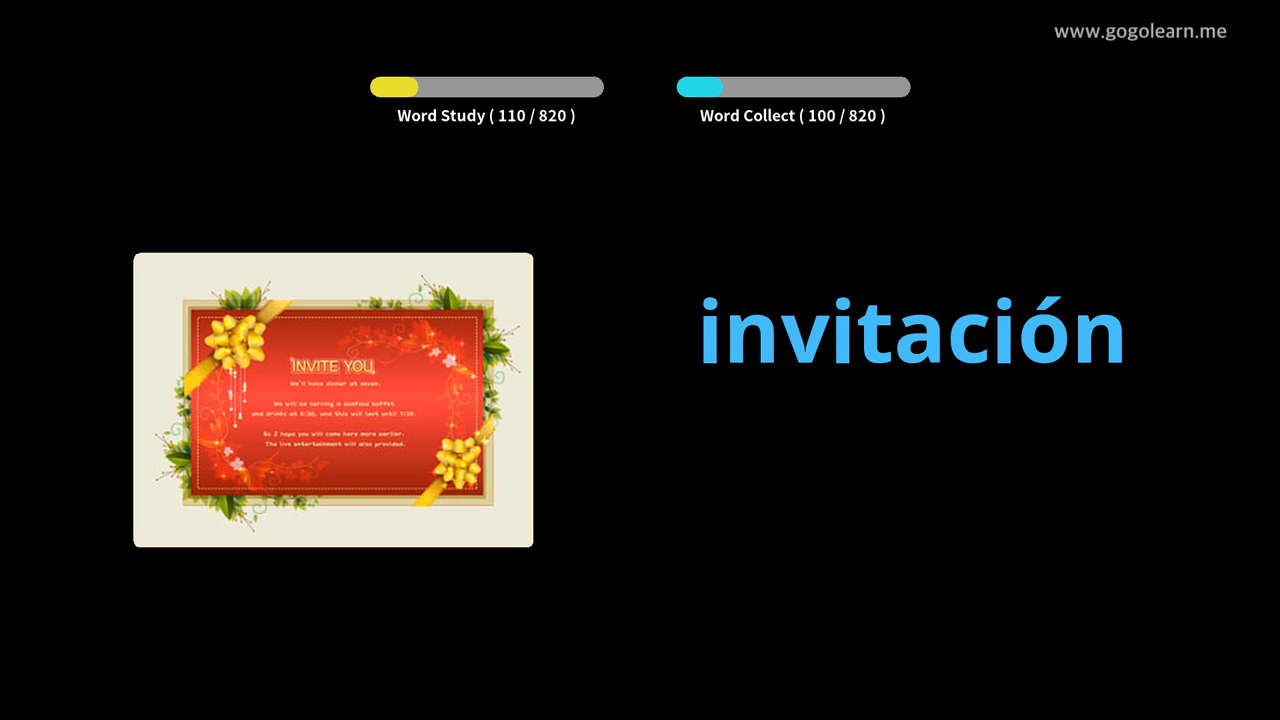 www.gogolearn.me
Word Study ( 110 / 820 )
Word Collect ( 100 / 820 )
invitación
INVITE YOU
We'll have dinner at seven.
We will be serving a seafood buffet
and drinks at 6:30, and this will last until 7:30.
So I hope you will come here more earlier.
The live entertainment will also provided.